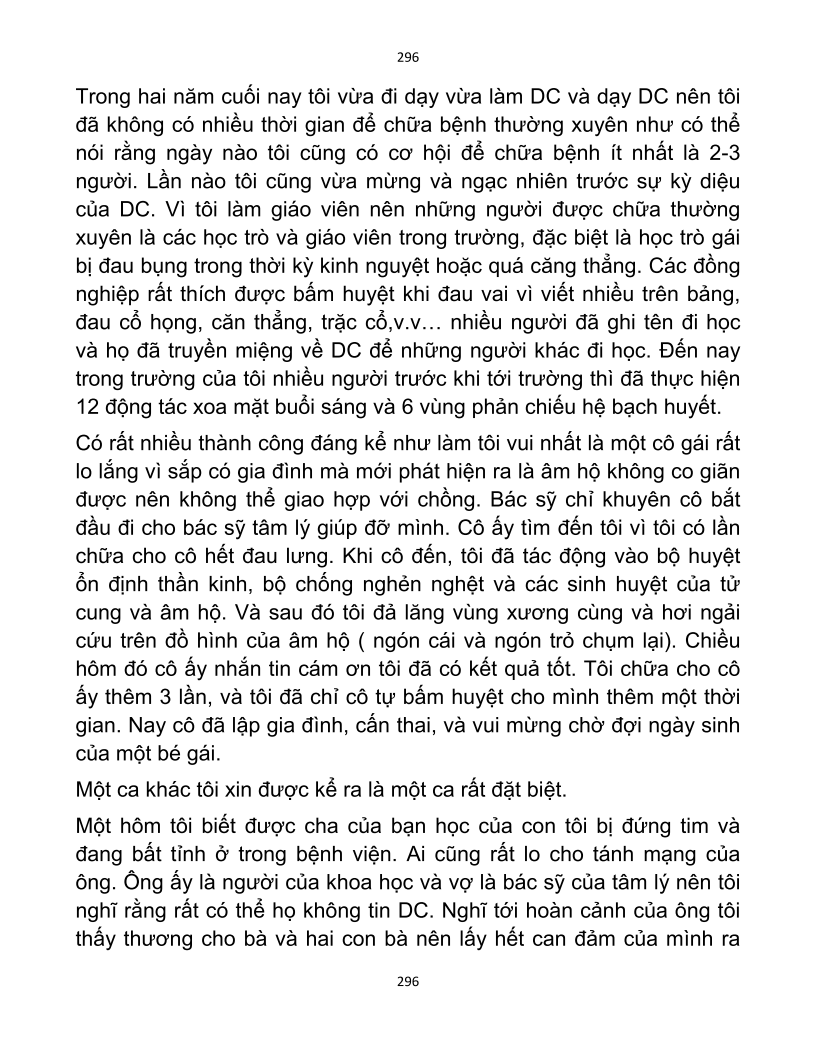 296
Trong hai năm cuối nay tôi vừa đi dạy vừa làm DC và dạy DC nên tôi
đã không có nhiều thời gian để chữa bệnh thường xuyên như có thể
nói rằng ngày nào tôi cũng có cơ hội để chữa bệnh ít nhất là 2-3
người. Lần nào tôi cũng vừa mừng và ngạc nhiên trước sự kỳ diệu
của DC. Vì tôi làm giáo viên nên những người được chữa thường
xuyên là các học trò và giáo viên trong trường, đặc biệt là học trò gái
bị đau bụng trong thời kỳ kinh nguyệt hoặc quá căng thẳng. Các đồng
nghiệp rất thích được bấm huyệt khi đau vai vì viết nhiều trên bảng,
đau cổ họng, căn thẳng, trặc cổ,v.v… nhiều người đã ghi tên đi học
và họ đã truyền miệng về DC để những người khác đi học. Đến nay
trong trường của tôi nhiều người trước khi tới trường thì đã thực hiện
12 động tác xoa mặt buổi sáng và 6 vùng phản chiếu hệ bạch huyết.
Có rất nhiều thành công đáng kể như làm tôi vui nhất là một cô gái rất
lo lắng vì sắp có gia đình mà mới phát hiện ra là âm hộ không co giãn
được nên không thể giao hợp với chồng. Bác sỹ chỉ khuyên cô bắt
đầu đi cho bác sỹ tâm lý giúp đỡ mình. Cô ấy tìm đến tôi vì tôi có lần
chữa cho cô hết đau lưng. Khi cô đến, tôi đã tác động vào bộ huyệt
ổn định thần kinh, bộ chống nghẻn nghệt và các sinh huyệt của tử
cung và âm hộ. Và sau đó tôi đả lăng vùng xương cùng và hơi ngải
cứu trên đồ hình của âm hộ ( ngón cái và ngón trỏ chụm lại). Chiều
hôm đó cô ấy nhắn tin cám ơn tôi đã có kết quả tốt. Tôi chữa cho cô
ấy thêm 3 lần, và tôi đã chỉ cô tự bấm huyệt cho mình thêm một thời
gian. Nay cô đã lập gia đình, cấn thai, và vui mừng chờ đợi ngày sinh
của một bé gái.
Một ca khác tôi xin được kể ra là một ca rất đặt biệt.
Một hôm tôi biết được cha của bạn học của con tôi bị đứng tim và
đang bất tỉnh ở trong bệnh viện. Ai cũng rất lo cho tánh mạng của
ông. Ông ấy là người của khoa học và vợ là bác sỹ của tâm lý nên tôi
nghĩ rằng rất có thể họ không tin DC. Nghĩ tới hoàn cảnh của ông tôi
thấy thương cho bà và hai con bà nên lấy hết can đảm của mình ra
296